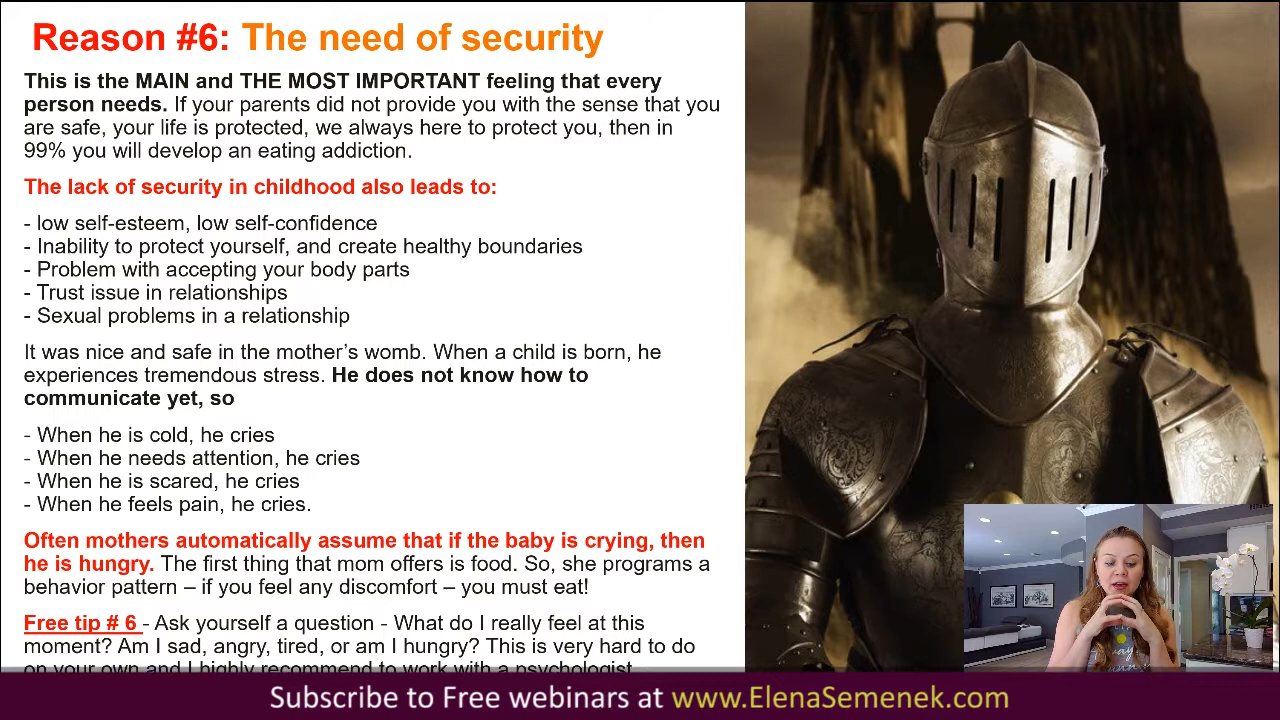 Reason #6: The need of security
This is the MAIN and THE MOST IMPORTANT feeling that every
person needs. If your parents did not provide you with the sense that you
are safe, your life is protected, we always here to protect you, then in
99% you will develop an eating addiction.
The lack of security in childhood also leads to:
- low self-esteem, low self-confidence
- Inability to protect yourself, and create healthy boundaries
- Problem with accepting your body parts
- Trust issue in relationships
- Sexual problems in a relationship
It was nice and safe in the mother's womb. When a child is born, he
experiences tremendous stress. He does not know how to
communicate yet, so
- When he is cold, he cries
- When he needs attention, he cries
- When he is scared, he cries
- When he feels pain, he cries.
Often mothers automatically assume that if the baby is crying, then
he is hungry. The first thing that mom offers is food. So, she programs a
behavior pattern – if you feel any discomfort – you must eat!
Free tip # 6 - Ask yourself a question - What do I really feel at this
moment? Am I sad, angry, tired, or am I hungry? This is very hard to do
on your own and I highly recommend to work with a psychologist
Subscribe to Free webinars at www.ElenaSemenek.com